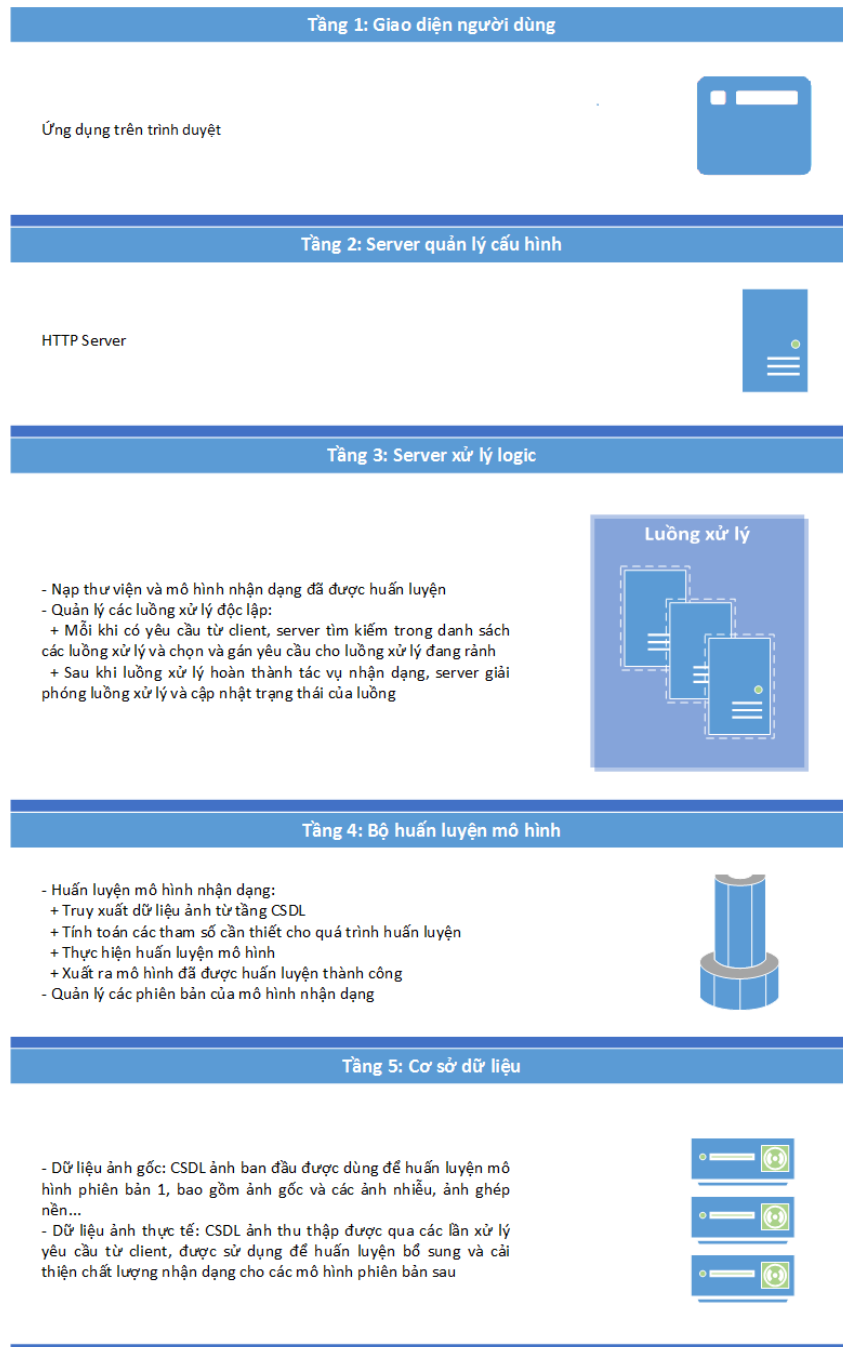 Tầng 1: Giao diện người dùng
Ứng dụng trên trình duyệt
Tầng 2: Server quản lý cấu hình
HTTP Server
Tầng 3: Server xử lý logic
Luồng xử lý
- Nạp thư viện và mô hình nhận dạng đã được huấn luyện
- Quản lý các luồng xử lý độc lập:
+ Mỗi khi có yêu cầu từ client, server tìm kiếm trong danh sách
các luồng xử lý và chọn và gán yêu cầu cho luồng xử lý đang rảnh
+ Sau khi luồng xử lý hoàn thành tác vụ nhận dạng, server giải
phóng luồng xử lý và cập nhật trạng thái của luồng
Tầng 4: Bộ huấn luyện mô hình
- Huấn luyện mô hình nhận dạng:
+ Truy xuất dữ liệu ảnh từ tầng CSDL
+ Tính toán các tham số cần thiết cho quá trình huấn luyện
+ Thực hiện huấn luyện mô hình
+ Xuất ra mô hình đã được huấn luyện thành công
- Quản lý các phiên bản của mô hình nhận dạng
Tầng 5: Cơ sở dữ liệu
- Dữ liệu ảnh gốc: CSDL ảnh ban đầu được dùng để huấn luyện mô
hình phiên bản 1, bao gồm ảnh gốc và các ảnh nhiễu, ảnh ghép
nền...
- Dữ liệu ảnh thực tế: CSDL ảnh thu thập được qua các lần xử lý
yêu cầu từ client, được sử dụng để huấn luyện bổ sung và cải
thiện chất lượng nhận dạng cho các mô hình phiên bản sau